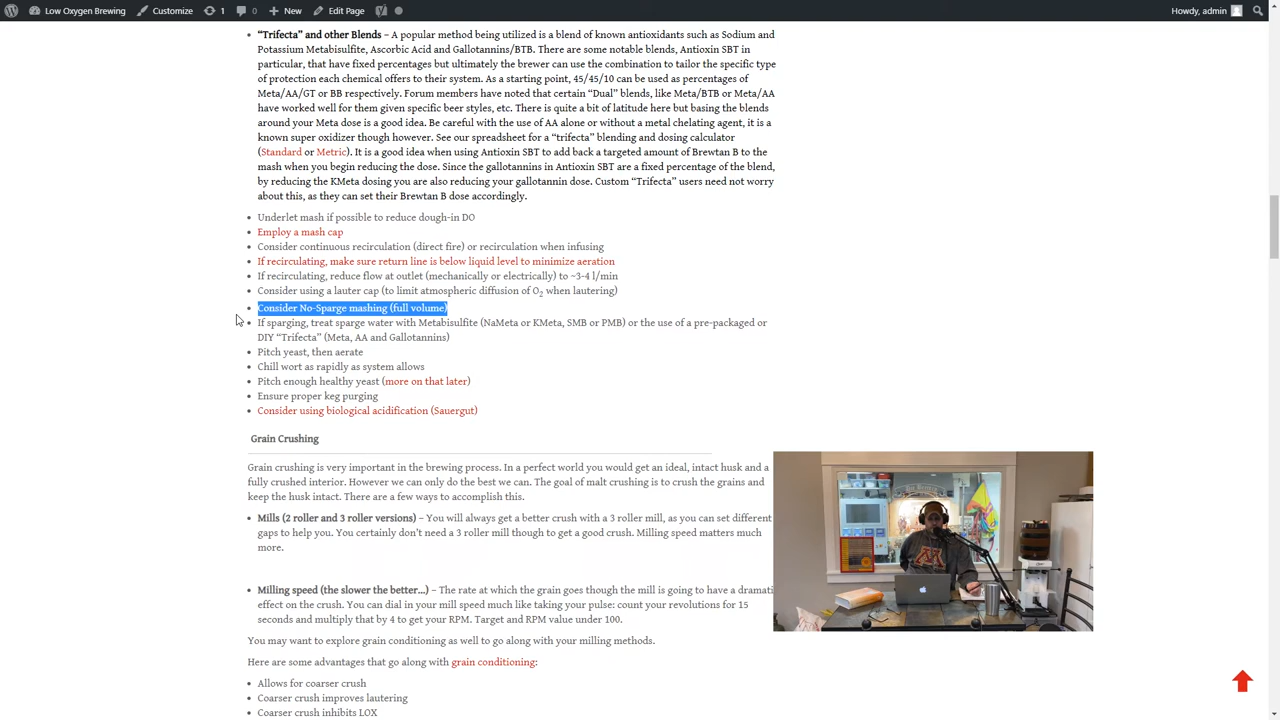 Low Oxygen Brewing Customize 1 0 New Edit Page Howdy, admin
“Trifecta” and other Blends – A popular method being utilized is a blend of known antioxidants such as Sodium and
Potassium Metabisulfite, Ascorbic Acid and Gallotannins/BTB. There are some notable blends, Antioxin SBT in
particular, that have fixed percentages but ultimately the brewer can use the combination to tailor the specific type
of protection each chemical offers to their system. As a starting point, 45/45/10 can be used as percentages of
Meta/AA/GT or BB respectively. Forum members have noted that certain “Dual” blends, like Meta/BTB or Meta/AA
have worked well for them given specific beer styles, etc. There is quite a bit of latitude here but basing the blends
around your Meta dose is a good idea. Be careful with the use of AA alone or without a metal chelating agent, it is a
known super oxidizer though however. See our spreadsheet for a “trifecta” blending and dosing calculator
(Standard or Metric). It is a good idea when using Antioxin SBT to add back a targeted amount of Brewtan B to the
mash when you begin reducing the dose. Since the gallotannins in Antioxin SBT are a fixed percentage of the blend,
by reducing the KMeta dosing you are also reducing your gallotannin dose. Custom “Trifecta” users need not worry
about this, as they can set their Brewtan B dose accordingly.
Underlet mash if possible to reduce dough-in DO
Employ a mash cap
Consider continuous recirculation (direct fire) or recirculation when infusing
If recirculating, make sure return line is below liquid level to minimize aeration
If recirculating, reduce flow at outlet (mechanically or electrically) to ~3-4 l/min
Consider using a lauter cap (to limit atmospheric diffusion of O2 when lautering)
Consider No-Sparge mashing (full volume)
If sparging, treat sparge water with Metabisulfite (NaMeta or KMeta, SMB or PMB) or the use of a pre-packaged or
DIY “Trifecta” (Meta, AA and Gallotannins)
Pitch yeast, then aerate
Chill wort as rapidly as system allows
Pitch enough healthy yeast (more on that later)
Ensure proper keg purging
Consider using biological acidification (Sauergut)
Grain Crushing
Grain crushing is very important in the brewing process. In a perfect world you would get an ideal, intact husk and a
fully crushed interior. However we can only do the best we can. The goal of malt crushing is to crush the grains and
keep the husk intact. There are a few ways to accomplish this.
Mills (2 roller and 3 roller versions) – You will always get a better crush with a 3 roller mill, as you can set different
gaps to help you. You certainly don’t need a 3 roller mill though to get a good crush. Milling speed matters much
more.
Milling speed (the slower the better…) – The rate at which the grain goes though the mill is going to have a dramati
effect on the crush. You can dial in your mill speed much like taking your pulse: count your revolutions for 15
seconds and multiply that by 4 to get your RPM. Target and RPM value under 100.
You may want to explore grain conditioning as well to go along with your milling methods.
Here are some advantages that go along with grain conditioning:
Allows for coarser crush
Coarser crush improves lautering
Coarser crush inhibits LOX